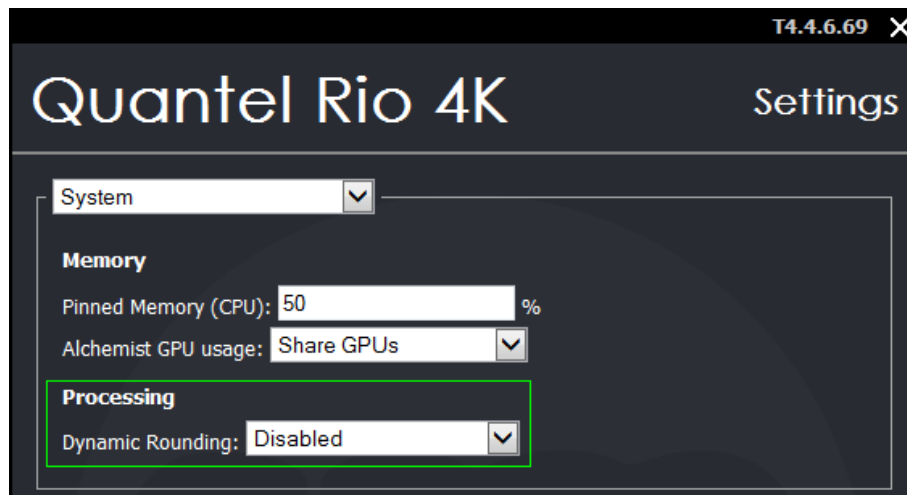 T4.4.6.69
Quantel Rio 4K Settings
System
Memory
Pinned Memory (CPU): 50 %
Alchemist GPU usage: Share GPUs
Processing
Dynamic Rounding: Disabled